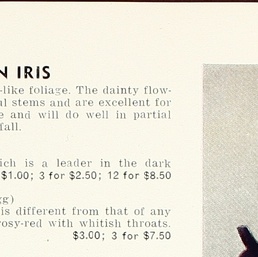 N IRIS
-like foliage. The dainty flow-
al stems and are excellent for
e and will do well in partial
fall.
ich is a leader in the dark
$1.00; 3 for $2.50; 12 for $8.50
gg)
is different from that of any
rosy-red with whitish throats.
$3.00; 3 for $7.50